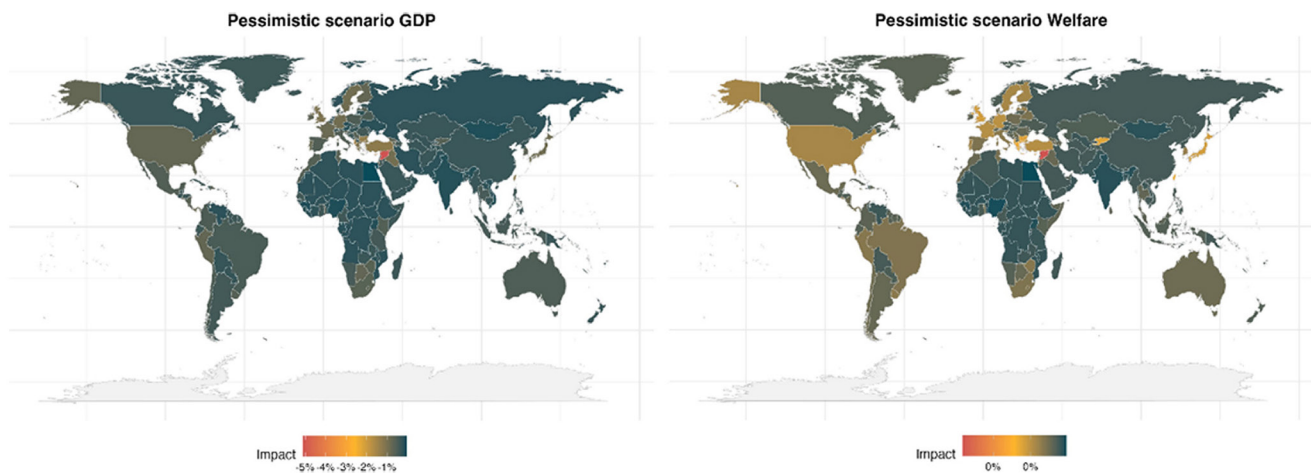 Pessimistic scenario GDP
Pessimistic scenario Welfare
Impact
-5% -4% -3% -2% -1%
Impact
0% 0%